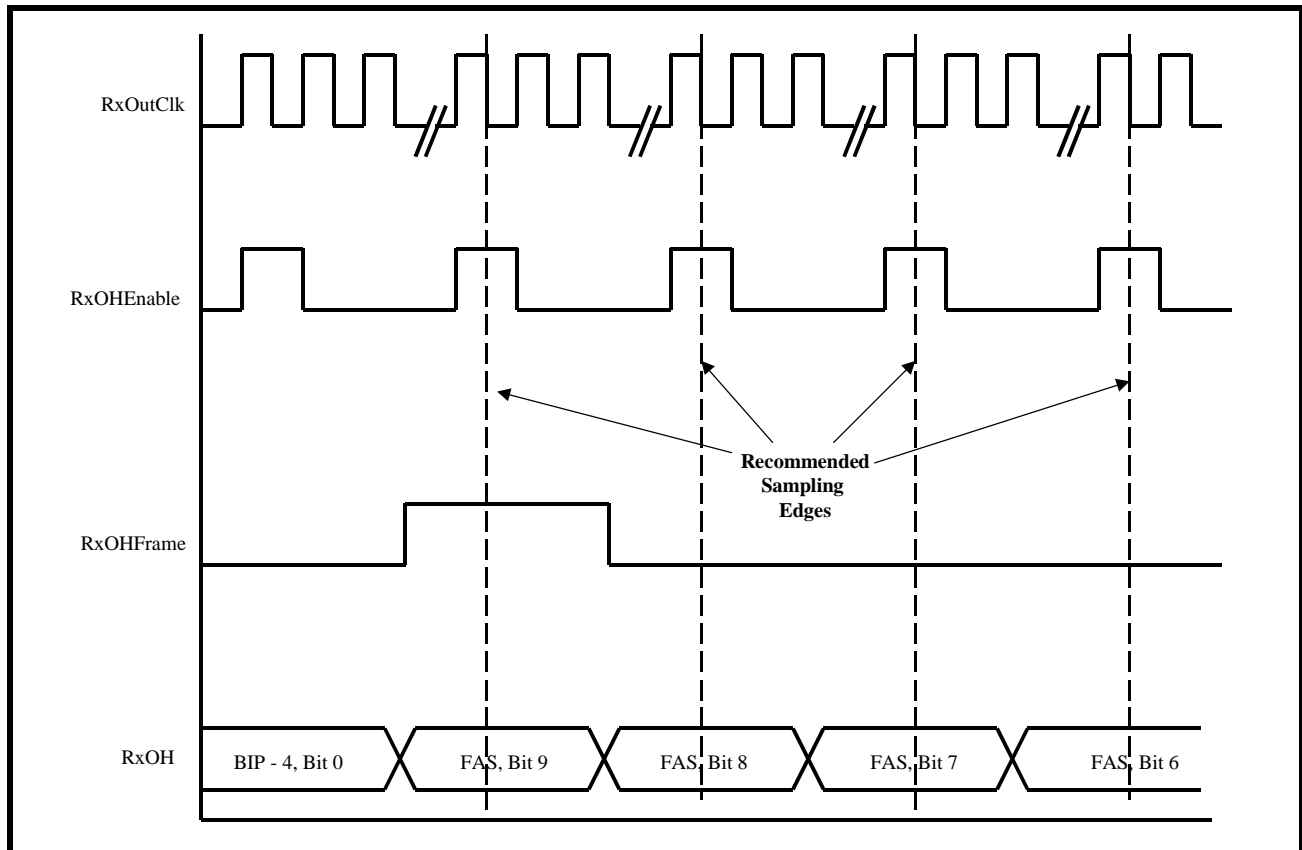 RxOutClk
RxOHEnable
Recommended
Sampling
Edges
RxOHFrame
RxOH
BIP - 4, Bit 0
FAS, Bit 9
FAS, Bit 8
FAS, Bit 7
FAS, Bit 6